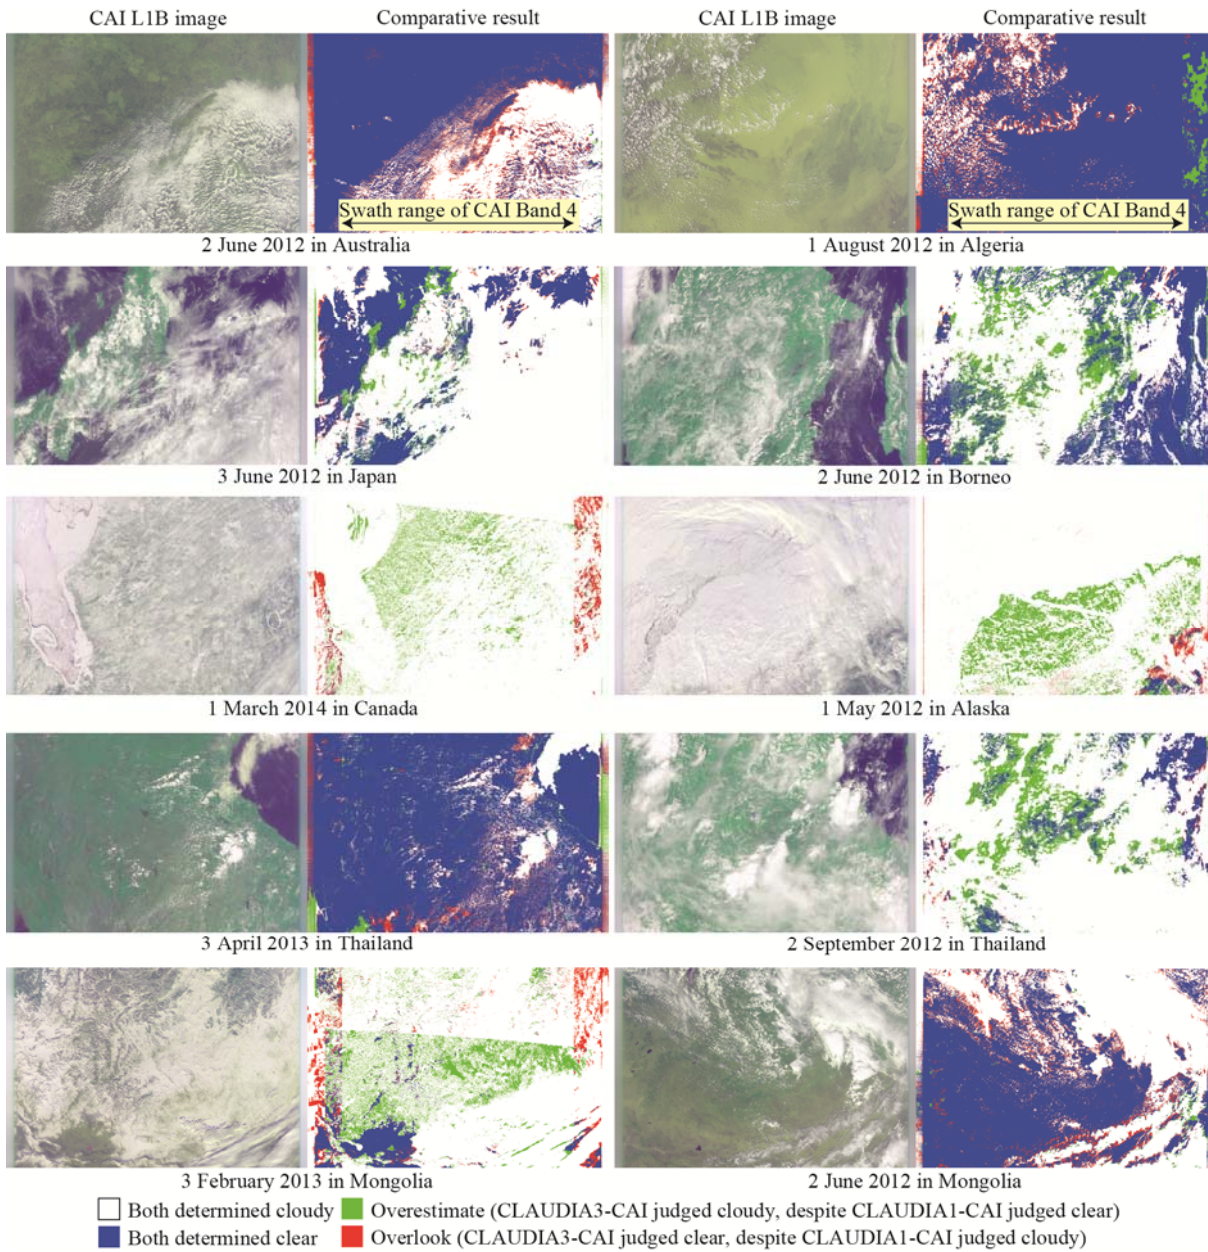 CAI L1B image Comparative result CAI L1B image Comparative result
Swath range of CAI Band 4 Swath range of CAI Band 4
2 June 2012 in Australia 1 August 2012 in Algeria
3 June 2012 in Japan 2 June 2012 in Borneo
1 March 2014 in Canada 1 May 2012 in Alaska
3 April 2013 in Thailand 2 September 2012 in Thailand
3 February 2013 in Mongolia 2 June 2012 in Mongolia
Both determined cloudy Overestimate (CLAUDIA3-CAI judged cloudy, despite CLAUDIA1-CAI judged clear)
Both determined clear Overlook (CLAUDIA3-CAI judged clear, despite CLAUDIA1-CAI judged cloudy)